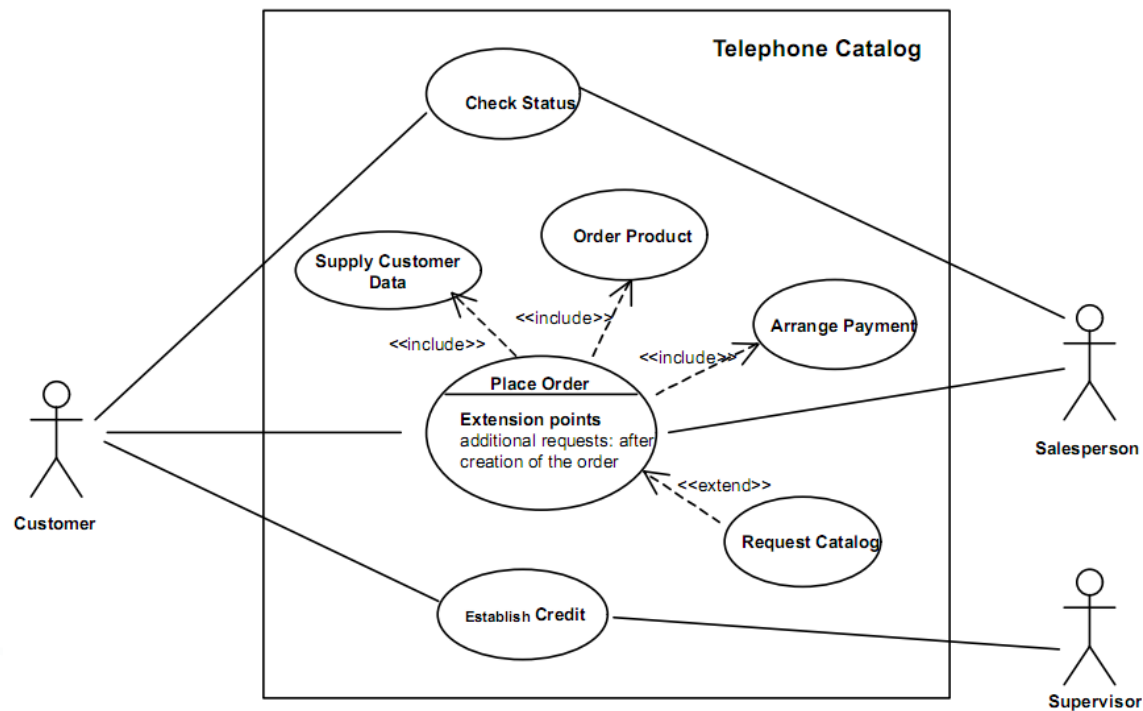 Telephone Catalog
Check Status
Order Product
Supply Customer
Data
<<include>>
Arrange Payment
<<include>>
<<include>>
Place Order
Extension points
additional requests: after
creation of the order
Salesperson
<<extend>>
Customer
Request Catalog
Establish Credit
Supervisor